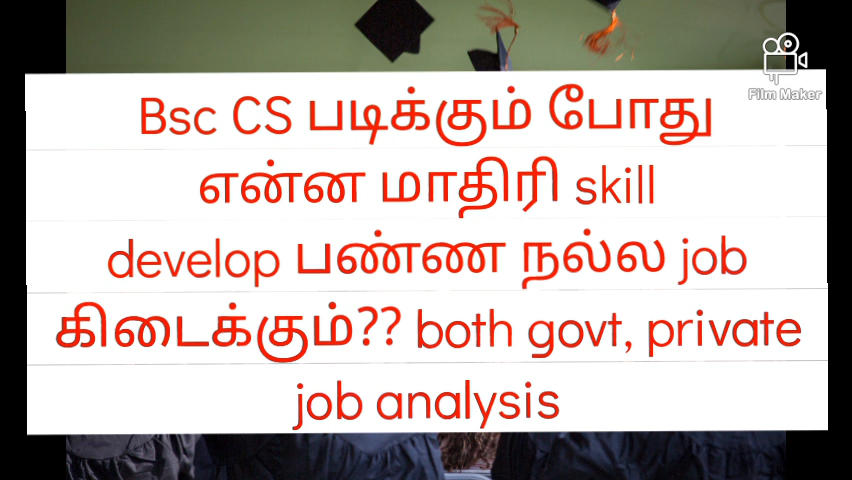 Film Maker
Bsc CS படிக்கும் போது
என்ன மாதிரி skill
develop பண்ண நல்ல job
கிடைக்கும்?? both govt, private
job analysis